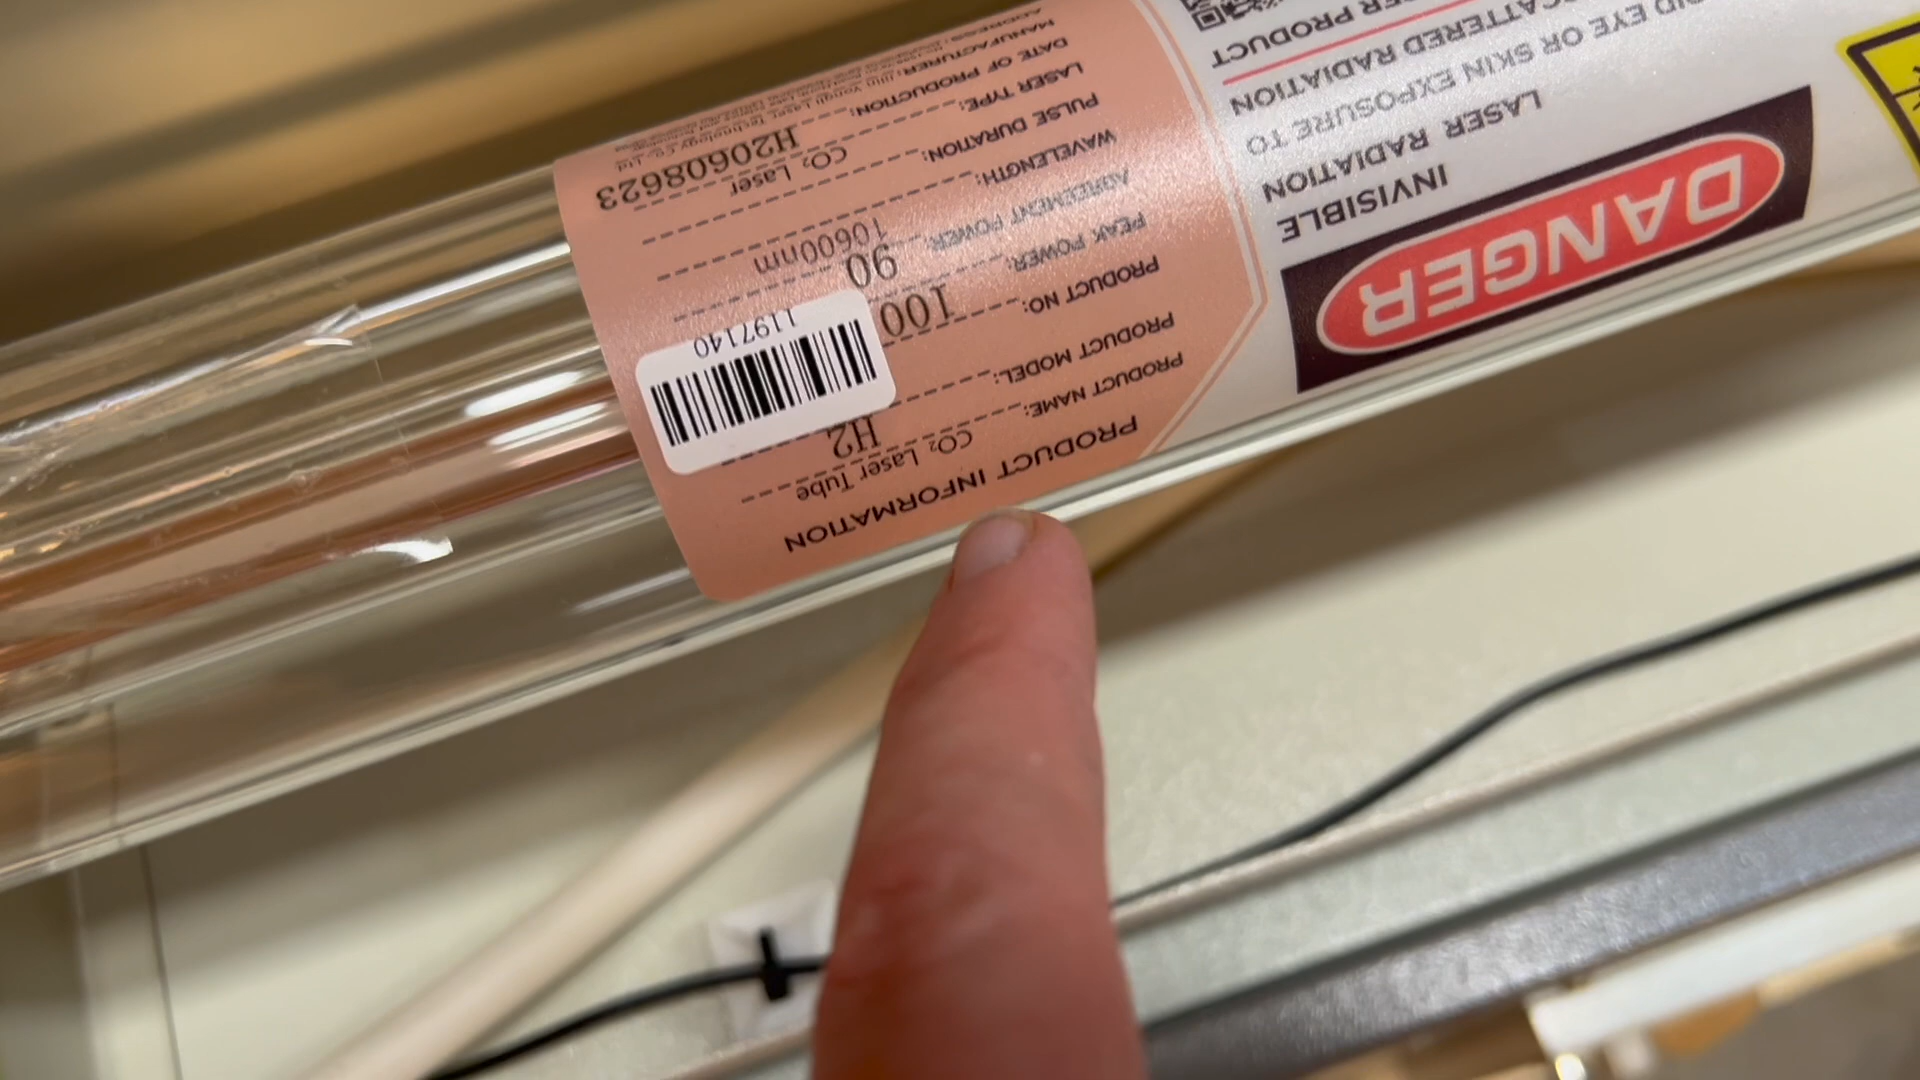 DANGER
INVISIBLE
LASER RADIATION
EYE OR SKIN EXPOSURE TO
SCATTERED RADIATION
PRODUCT
PRODUCT INFORMATION
PRODUCT NAME: CO₂ Laser Tube
PRODUCT MODEL: H2
PRODUCT NO: 1197140
PEAK POWER: 100
AGREEMENT POWER: 90
WAVELENGTH: 10600nm
PULSE DURATION:
LASER TYPE: CO₂ Laser
DATE OF PRODUCTION: H20608623
MANUFACTURER: Yongli Laser Technology Co., Ltd
ADDRESS: